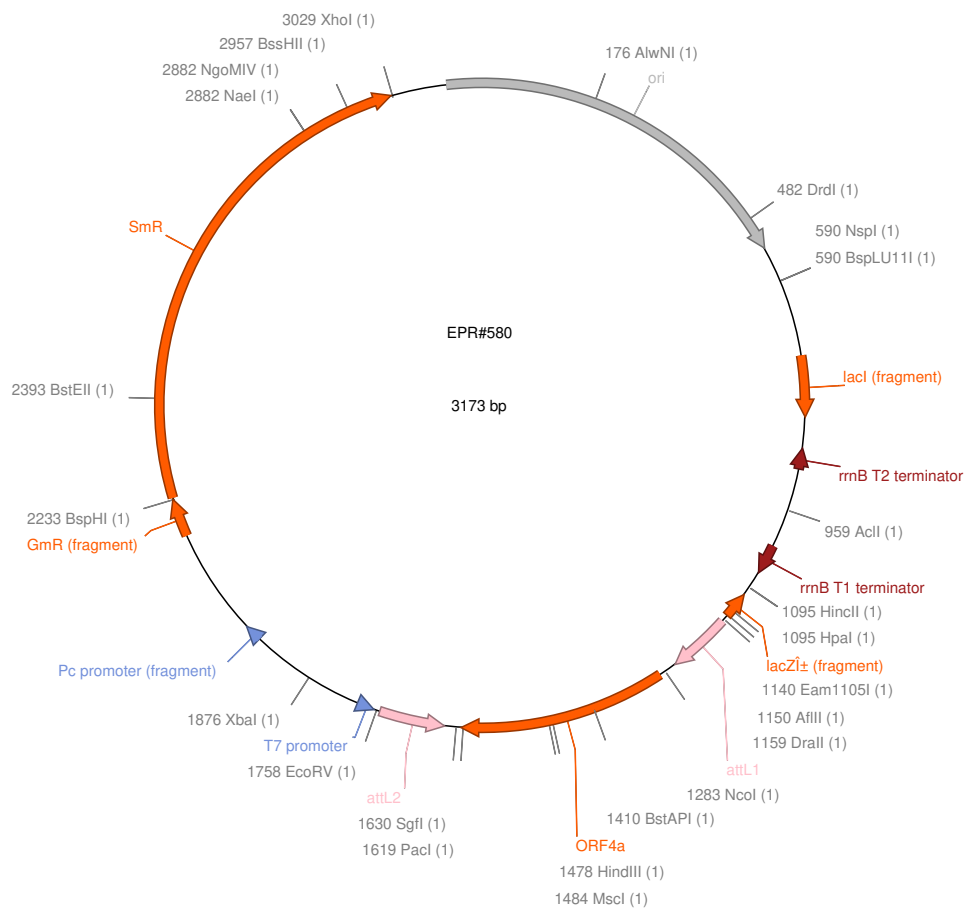 3029 XhoI (1)
2957 BssHII (1)
2882 NgoMIV (1)
2882 NaeI (1)
176 AlwNI (1)
ori
482 DrdI (1)
590 NspI (1)
590 BspLU11I (1)
SmR
EPR#580
3173 bp
lacI (fragment)
2393 BstEII (1)
rrnB T2 terminator
2233 BspHI (1)
GmR (fragment)
959 AclI (1)
rrnB T1 terminator
1095 HincII (1)
1095 HpaI (1)
lacZÎ± (fragment)
Pc promoter (fragment)
1140 Eam1105I (1)
1150 AflII (1)
1159 DraII (1)
1876 XbaI (1)
T7 promoter
1758 EcoRV (1)
attL1
1283 NcoI (1)
attL2
1410 BstAPI (1)
1630 SgfI (1)
1619 PacI (1)
ORF4a
1478 HindIII (1)
1484 MscI (1)